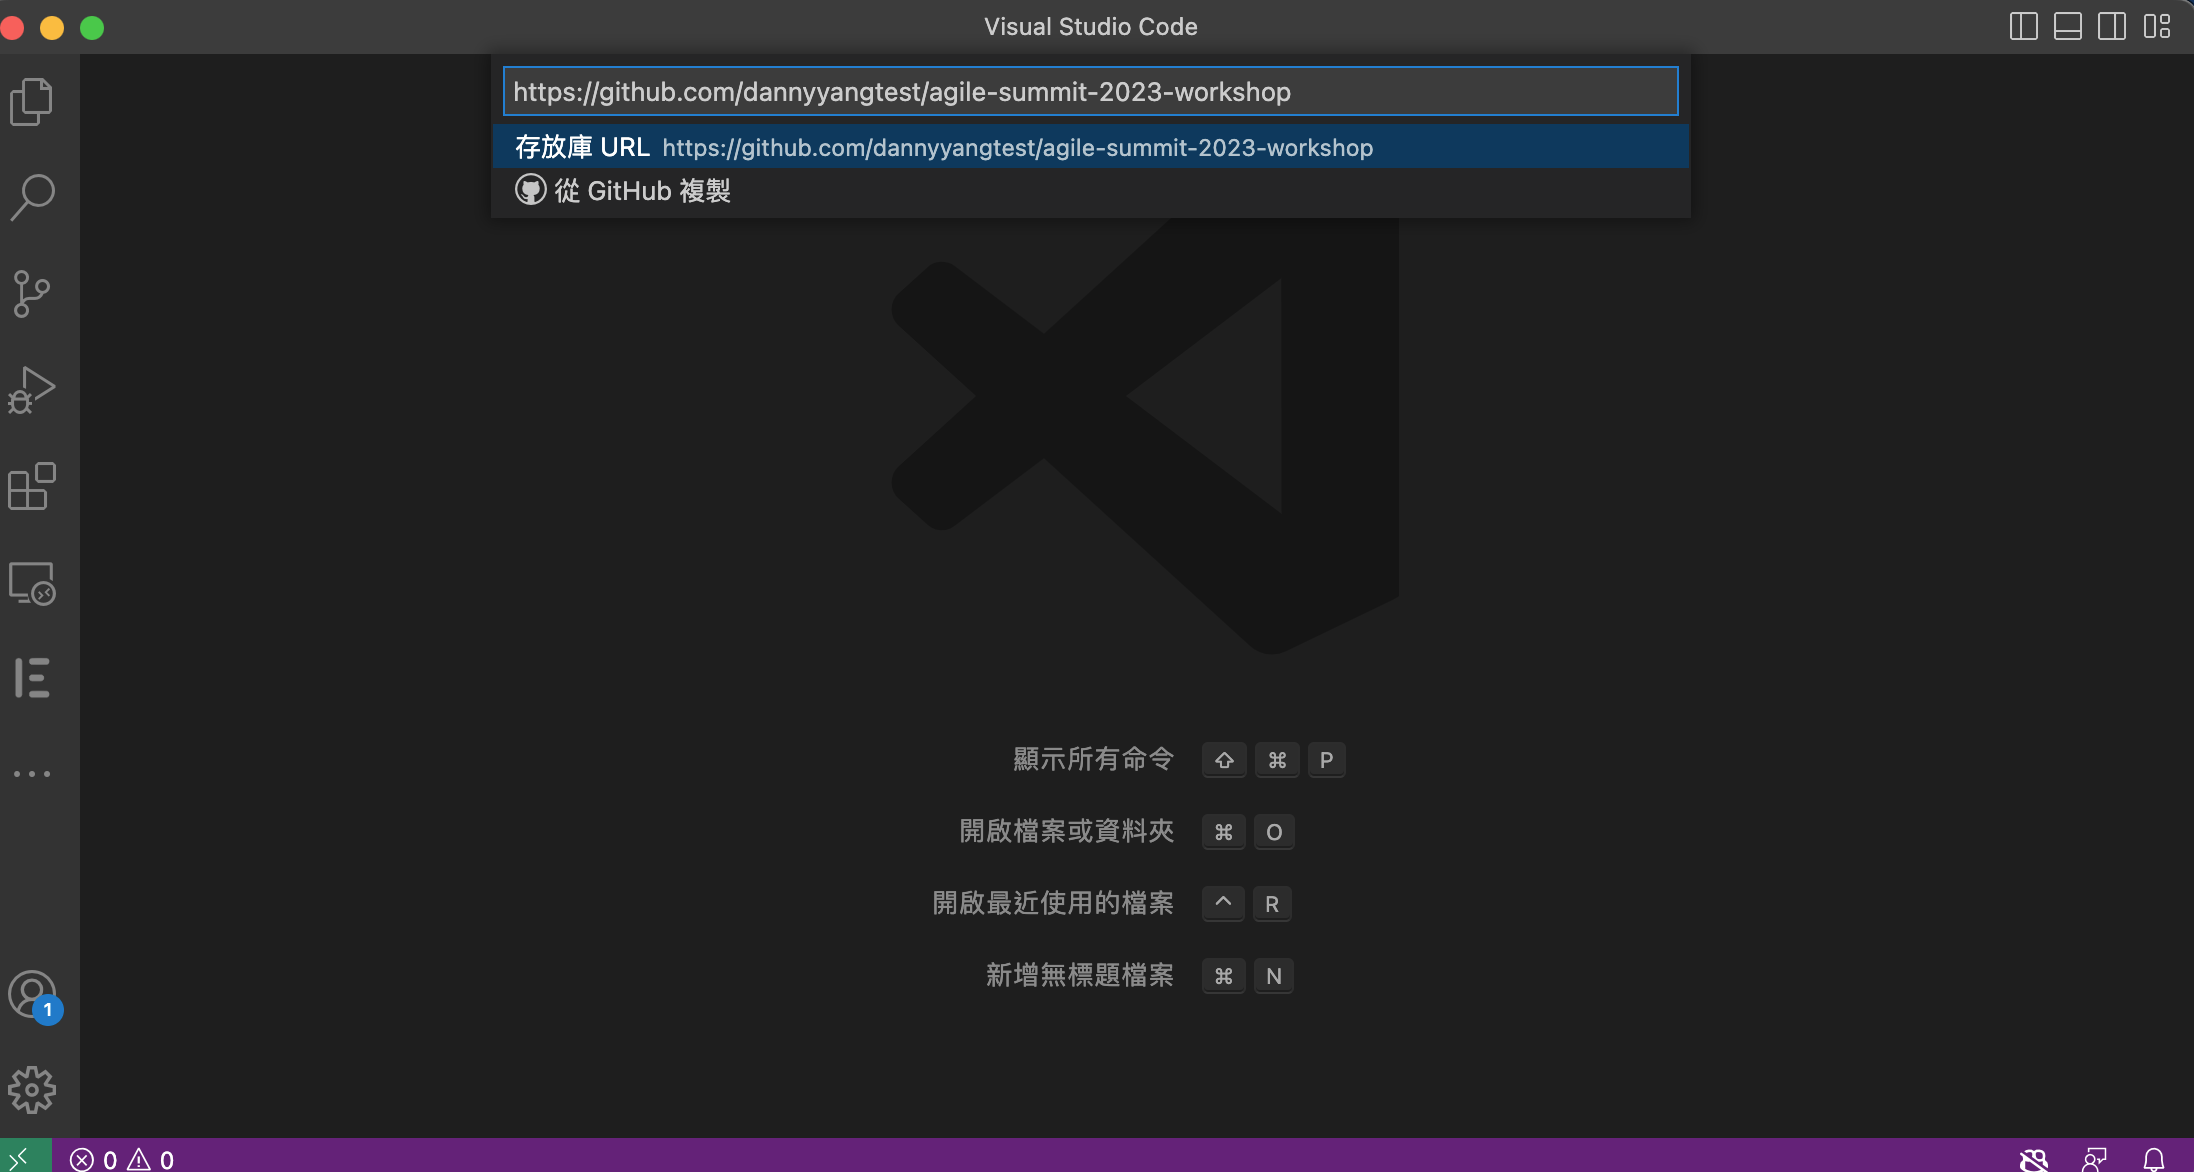 Visual Studio Code
https://github.com/dannyyangtest/agile-summit-2023-workshop
存放庫 URL https://github.com/dannyyangtest/agile-summit-2023-workshop
從 GitHub 複製
顯示所有命令 ⇧ ⌘ P
開啟檔案或資料夾 ⌘ O
開啟最近使用的檔案 ^ R
新增無標題檔案 ⌘ N
1
0 0